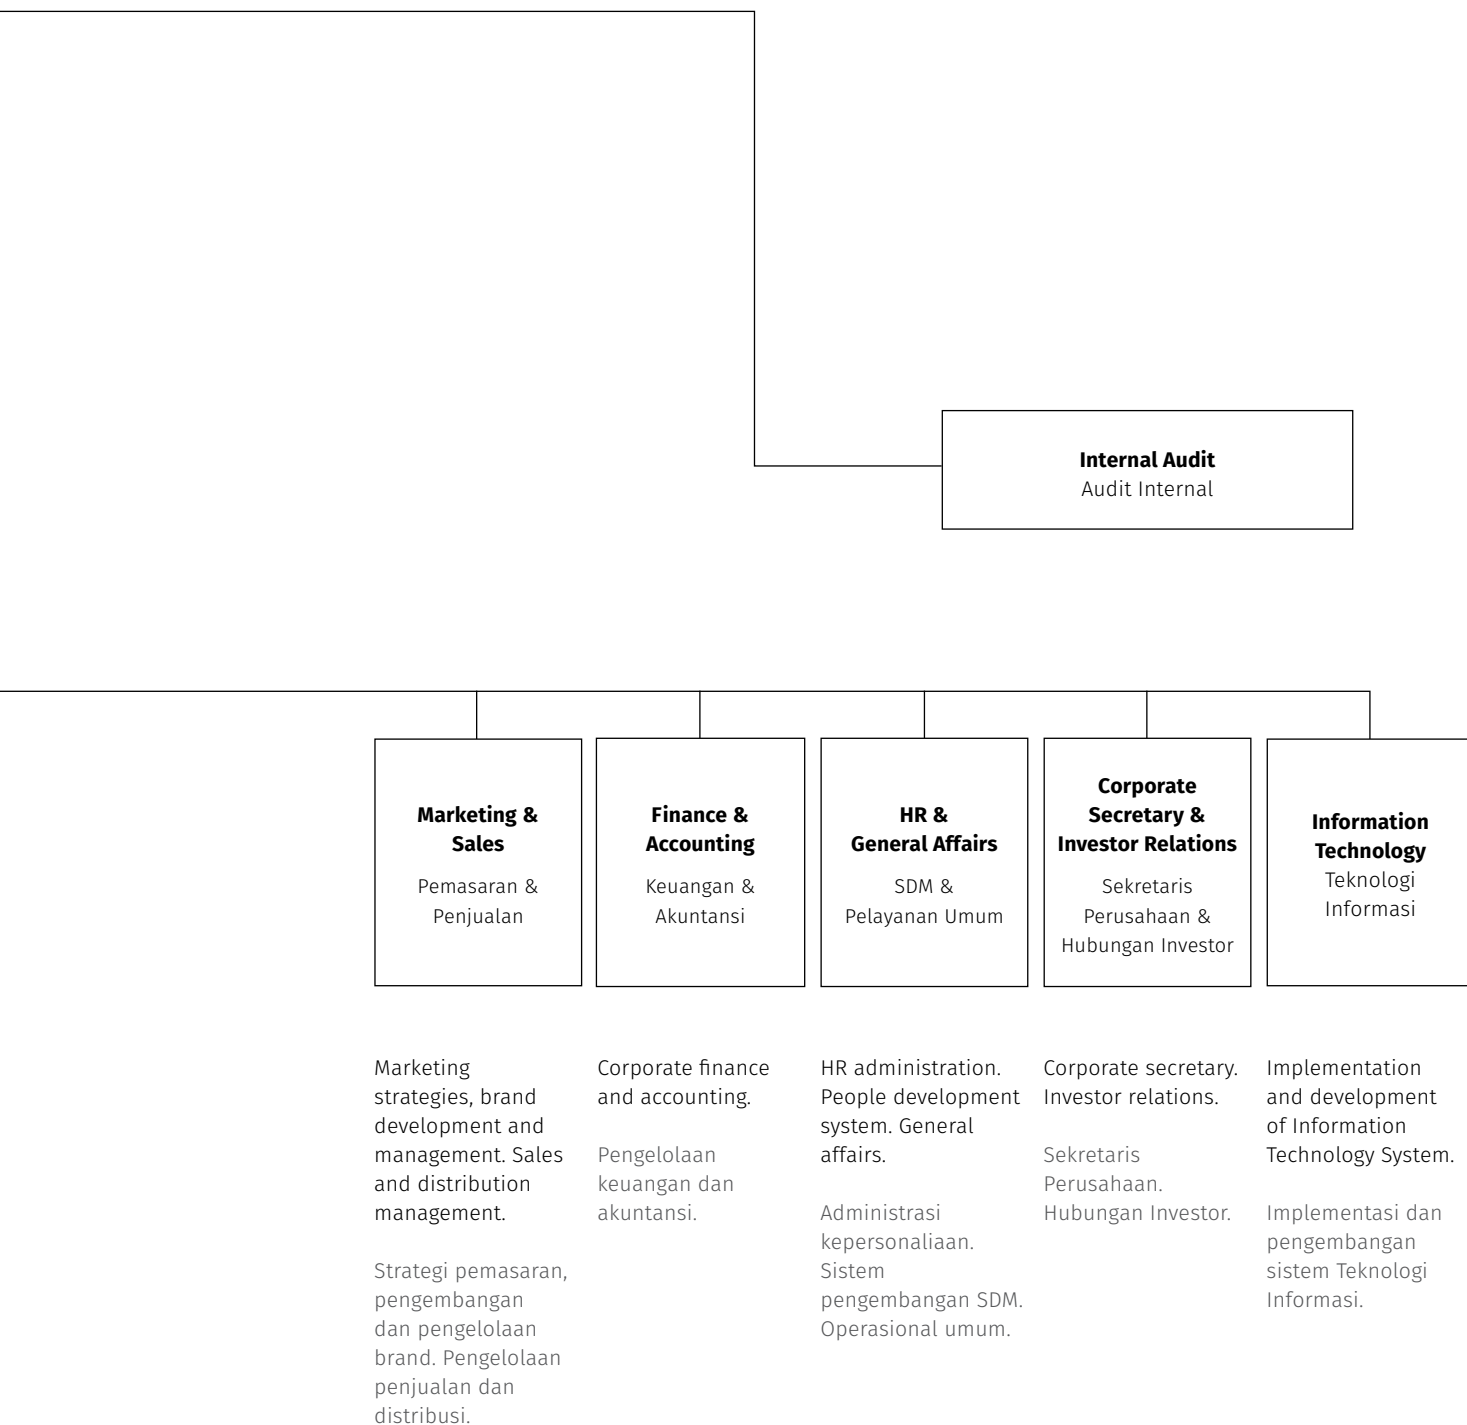 Internal Audit
Audit Internal
Marketing &
Sales
Pemasaran &
Penjualan
Finance &
Accounting
Keuangan &
Akuntansi
HR &
General Affairs
SDM &
Pelayanan Umum
Corporate
Secretary &
Investor Relations
Sekretaris
Perusahaan &
Hubungan Investor
Information
Technology
Teknologi
Informasi
Marketing
strategies, brand
development and
management. Sales
and distribution
management.
Strategi pemasaran,
pengembangan
dan pengelolaan
brand. Pengelolaan
penjualan dan
distribusi.
Corporate finance
and accounting.
Pengelolaan
keuangan dan
akuntansi.
HR administration.
People development
system. General
affairs.
Administrasi
kepersonaliaan.
Sistem
pengembangan SDM.
Operasional umum.
Corporate secretary.
Investor relations.
Sekretaris
Perusahaan.
Hubungan Investor.
Implementation
and development
of Information
Technology System.
Implementasi dan
pengembangan
sistem Teknologi
Informasi.